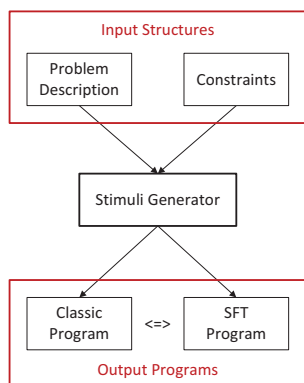 Input Structures
Problem
Description
Constraints
Stimuli Generator
Classic
Program
<=>
SFT
Program
Output Programs